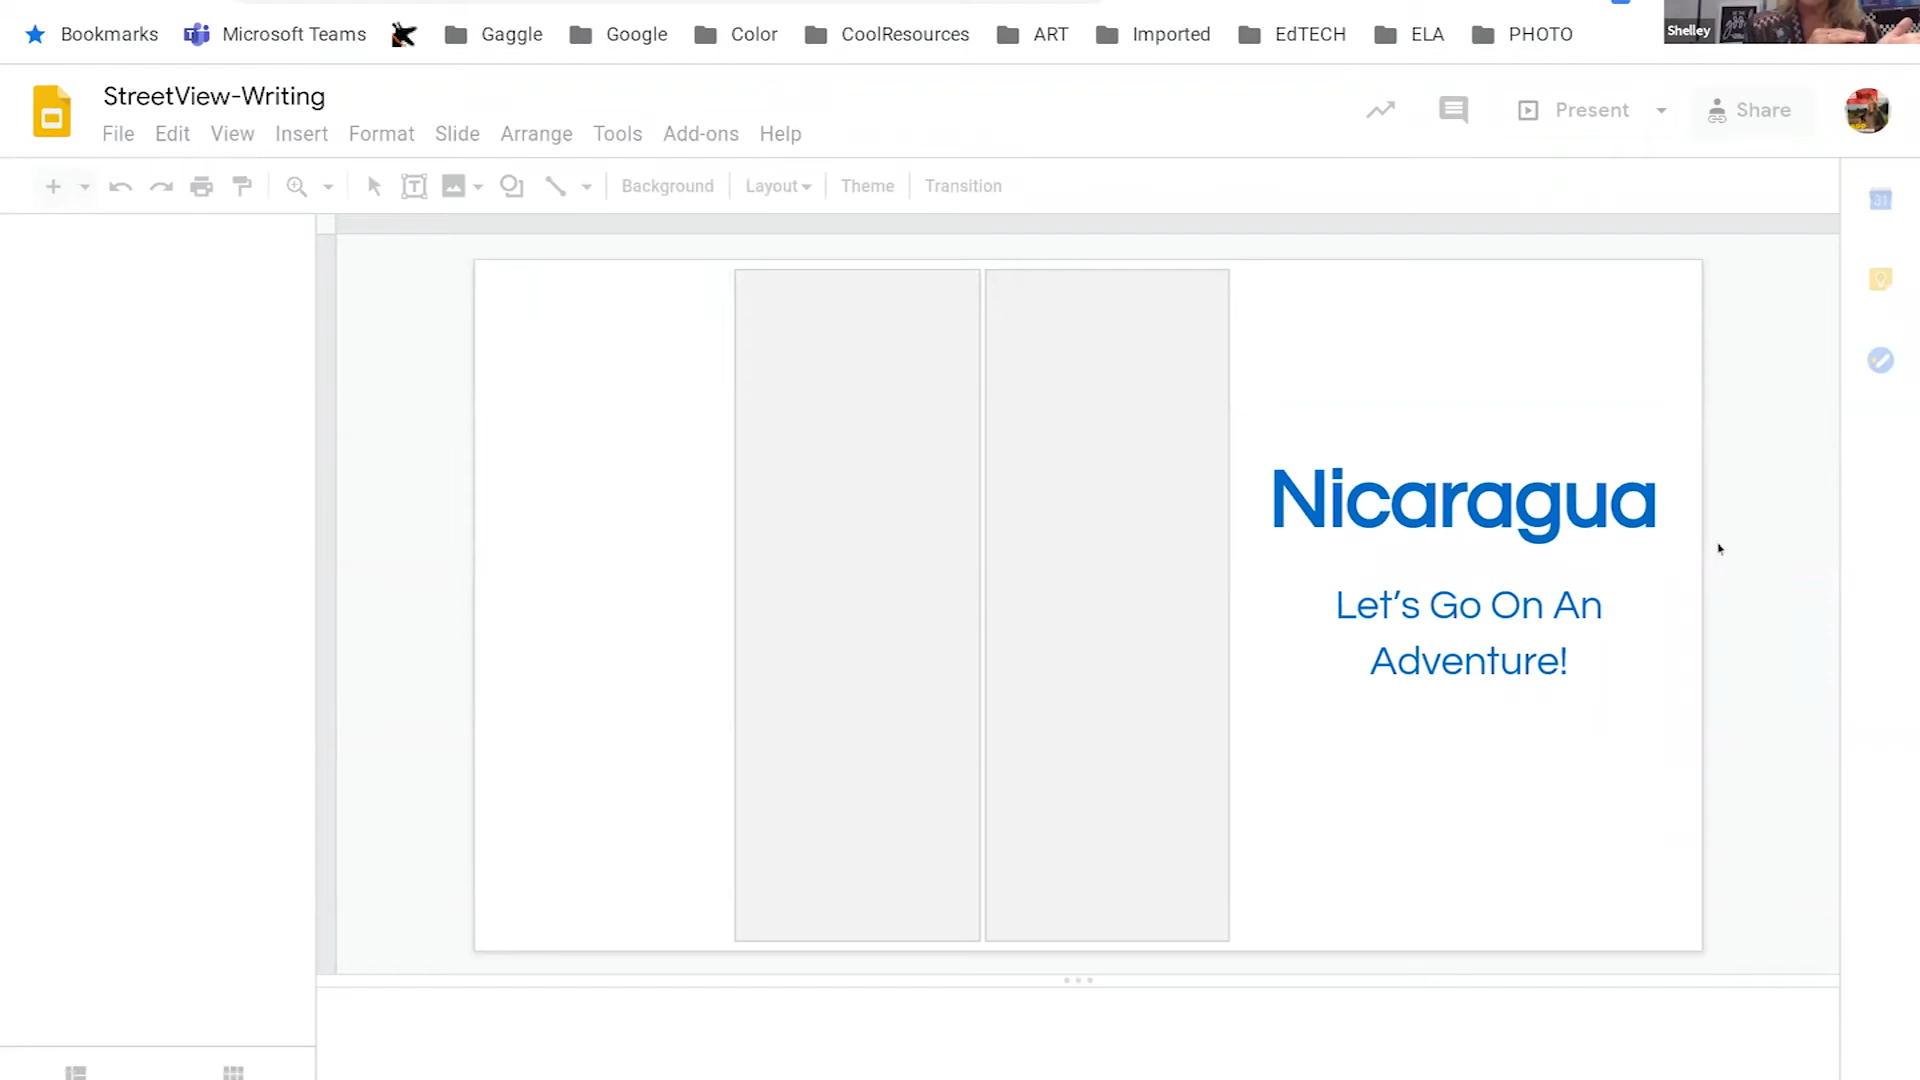 Bookmarks Microsoft Teams Gaggle Google Color CoolResources ART Imported EdTECH ELA PHOTO
Shelley
StreetView-Writing
File Edit View Insert Format Slide Arrange Tools Add-ons Help
Present Share
Background Layout Theme Transition
31
Nicaragua
Let’s Go On An
Adventure!